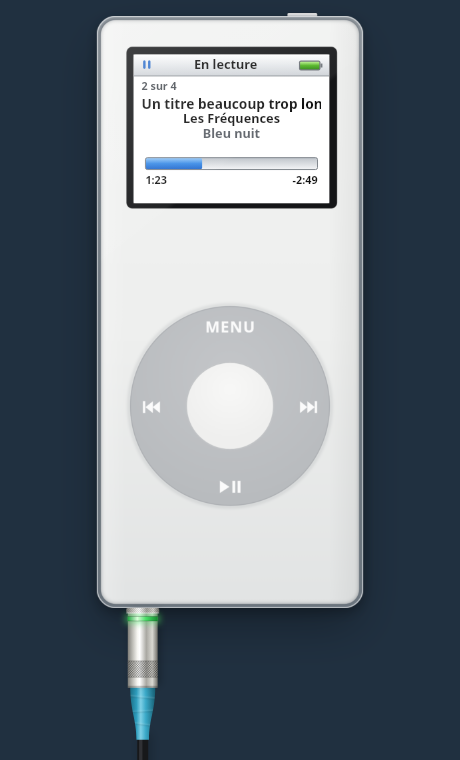 En lecture
2 sur 4
Un titre beaucoup trop lon
Les Fréquences
Bleu nuit
1:23
-2:49
MENU